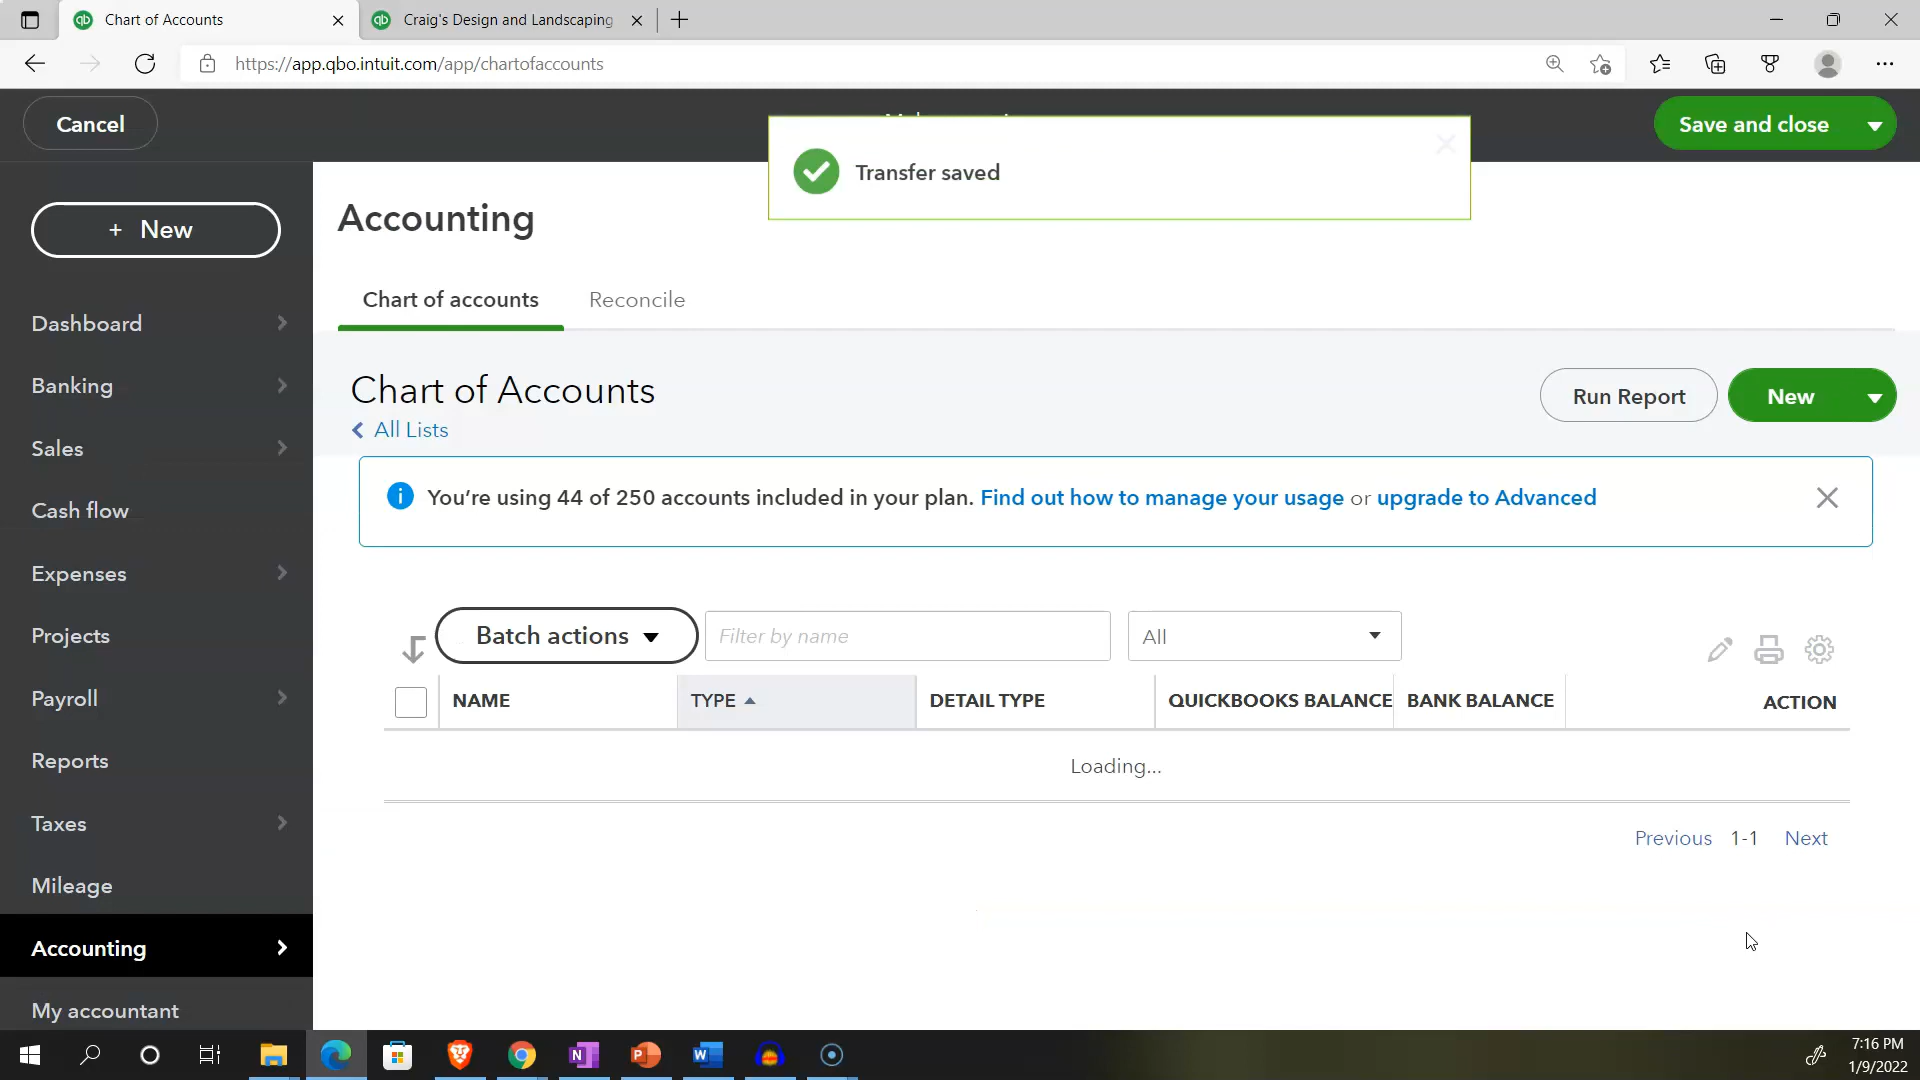 Chart of Accounts
Craig's Design and Landscaping
https://app.qbo.intuit.com/app/chartofaccounts
Cancel
Save and close
Transfer saved
+ New
Accounting
Chart of accounts
Reconcile
Dashboard
Banking
Sales
Cash flow
Expenses
Projects
Payroll
Reports
Taxes
Mileage
Accounting
My accountant
Chart of Accounts
All Lists
Run Report
New
You're using 44 of 250 accounts included in your plan. Find out how to manage your usage or upgrade to Advanced
Batch actions
Filter by name
All
NAME
TYPE
DETAIL TYPE
QUICKBOOKS BALANCE
BANK BALANCE
ACTION
Loading...
Previous 1-1 Next
7:16 PM
1/9/2022